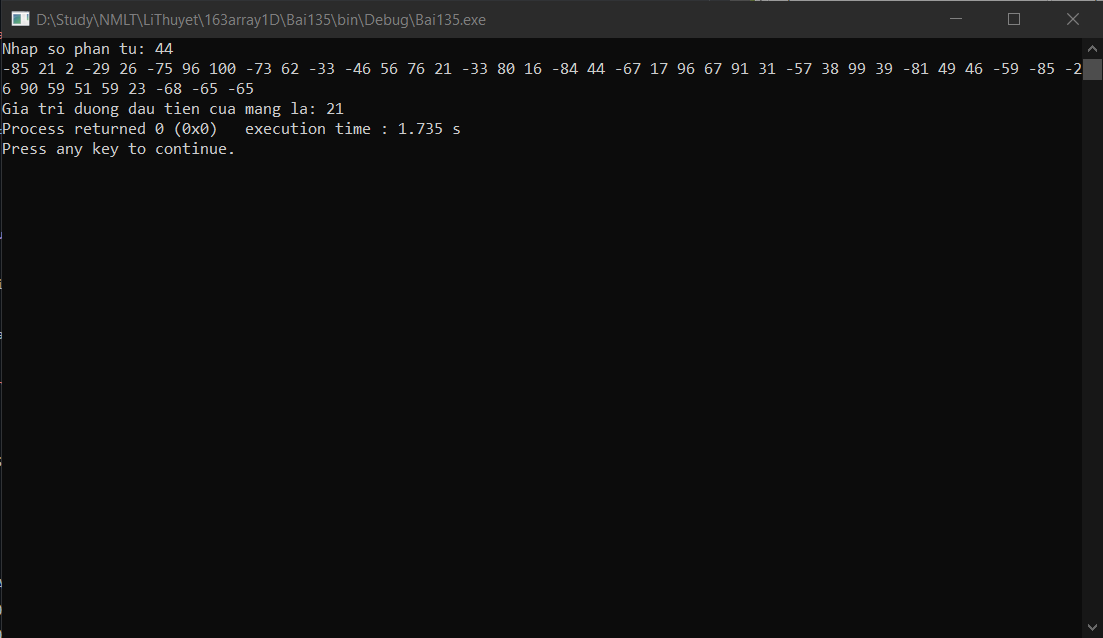 D:\Study\NMLT\LiThuyet\163array1D\Bai135\bin\Debug\Bai135.exe
Nhap so phan tu: 44
-85 21 2 -29 26 -75 96 100 -73 62 -33 -46 56 76 21 -33 80 16 -84 44 -67 17 96 67 91 31 -57 38 99 39 -81 49 46 -59 -85 -2
6 90 59 51 59 23 -68 -65 -65
Gia tri duong dau tien cua mang la: 21
Process returned 0 (0x0)   execution time : 1.735 s
Press any key to continue.